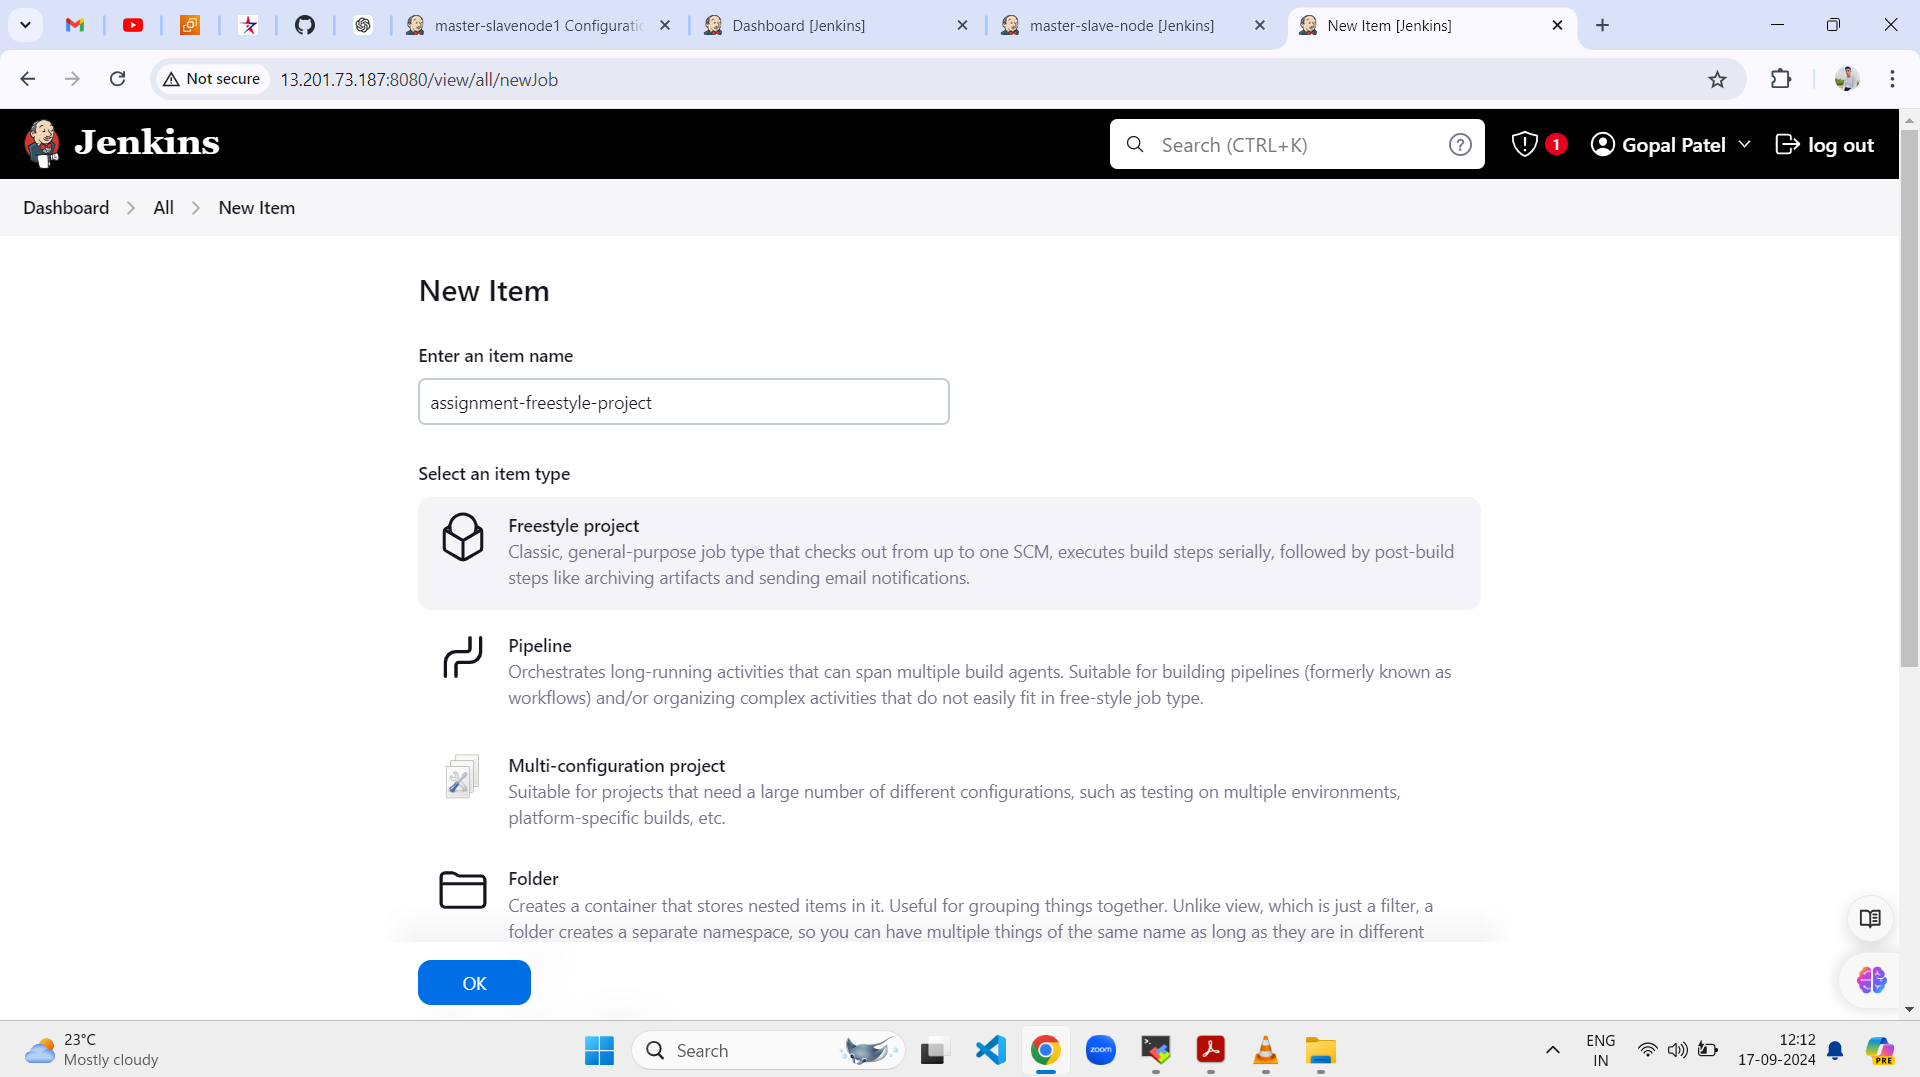 master-slavenode1 Configuratio
Dashboard [Jenkins]
master-slave-node [Jenkins]
New Item [Jenkins]
Not secure
13.201.73.187:8080/view/all/newJob
Jenkins
Search (CTRL+K)
?
1
Gopal Patel
log out
Dashboard
All
New Item
New Item
Enter an item name
assignment-freestyle-project
Select an item type
Freestyle project
Classic, general-purpose job type that checks out from up to one SCM, executes build steps serially, followed by post-build
steps like archiving artifacts and sending email notifications.
Pipeline
Orchestrates long-running activities that can span multiple build agents. Suitable for building pipelines (formerly known as
workflows) and/or organizing complex activities that do not easily fit in free-style job type.
Multi-configuration project
Suitable for projects that need a large number of different configurations, such as testing on multiple environments,
platform-specific builds, etc.
Folder
Creates a container that stores nested items in it. Useful for grouping things together. Unlike view, which is just a filter, a
folder creates a separate namespace, so you can have multiple things of the same name as long as they are in different
OK
23°C
Mostly cloudy
Search
zoom
ENG
IN
12:12
17-09-2024
PRE